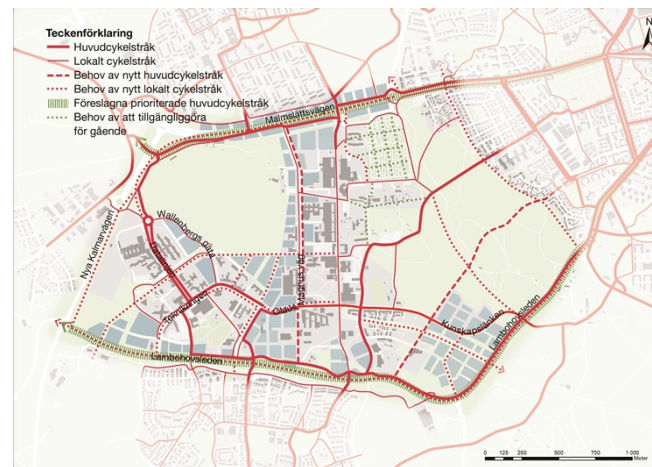 Teckenförklaring
Huvudcykelstråk
Lokalt cykelstråk
Behov av nytt huvudcykelstråk
Behov av nytt lokalt cykelstråk
Föreslagna prioriterade huvudcykelstråk
Behov av att tillgängliggöra
för gående
N
Malmslättsvägen
Wallenbergs gata
Nya Kalmarvägen
Olaus Magnus väg
Kunskapslänken
Lambohovsleden
Lambohovsleden
0 125 250 500 750 1 000
Meter